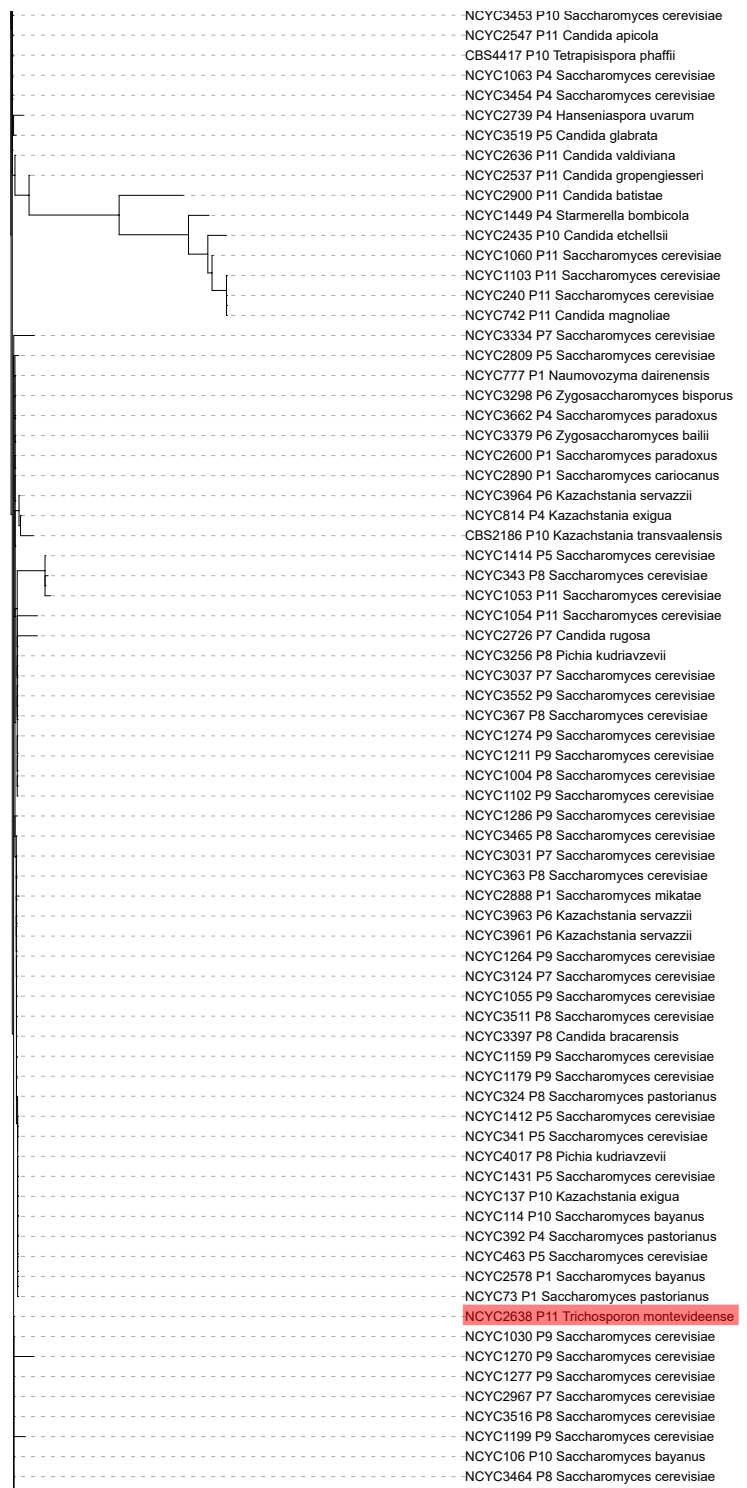 NCYC3453 P10 Saccharomyces cerevisiae
NCYC2547 P11 Candida apicola
CBS4417 P10 Tetrapisispora phaffii
NCYC1063 P4 Saccharomyces cerevisiae
NCYC3454 P4 Saccharomyces cerevisiae
NCYC2739 P4 Hanseniaspora uvarum
NCYC3519 P5 Candida glabrata
NCYC2636 P11 Candida valdiviana
NCYC2537 P11 Candida gropengiesseri
NCYC2900 P11 Candida batistae
NCYC1449 P4 Starmerella bombicola
NCYC2435 P10 Candida etchellsii
NCYC1060 P11 Saccharomyces cerevisiae
NCYC1103 P11 Saccharomyces cerevisiae
NCYC240 P11 Saccharomyces cerevisiae
NCYC742 P11 Candida magnoliae
NCYC3334 P7 Saccharomyces cerevisiae
NCYC2809 P5 Saccharomyces cerevisiae
NCYC777 P1 Naumovozyma dairenensis
NCYC3298 P6 Zygosaccharomyces bisporus
NCYC3662 P4 Saccharomyces paradoxus
NCYC3379 P6 Zygosaccharomyces bailii
NCYC2600 P1 Saccharomyces paradoxus
NCYC2890 P1 Saccharomyces cariocanus
NCYC3964 P6 Kazachstania servazzii
NCYC814 P4 Kazachstania exigua
CBS2186 P10 Kazachstania transvaalensis
NCYC1414 P5 Saccharomyces cerevisiae
NCYC343 P8 Saccharomyces cerevisiae
NCYC1053 P11 Saccharomyces cerevisiae
NCYC1054 P11 Saccharomyces cerevisiae
NCYC2726 P7 Candida rugosa
NCYC3256 P8 Pichia kudriavzevii
NCYC3037 P7 Saccharomyces cerevisiae
NCYC3552 P9 Saccharomyces cerevisiae
NCYC367 P8 Saccharomyces cerevisiae
NCYC1274 P9 Saccharomyces cerevisiae
NCYC1211 P9 Saccharomyces cerevisiae
NCYC1004 P8 Saccharomyces cerevisiae
NCYC1102 P9 Saccharomyces cerevisiae
NCYC1286 P9 Saccharomyces cerevisiae
NCYC3465 P8 Saccharomyces cerevisiae
NCYC3031 P7 Saccharomyces cerevisiae
NCYC363 P8 Saccharomyces cerevisiae
NCYC2888 P1 Saccharomyces mikatae
NCYC3963 P6 Kazachstania servazzii
NCYC3961 P6 Kazachstania servazzii
NCYC1264 P9 Saccharomyces cerevisiae
NCYC3124 P7 Saccharomyces cerevisiae
NCYC1055 P9 Saccharomyces cerevisiae
NCYC3511 P8 Saccharomyces cerevisiae
NCYC3397 P8 Candida bracarensis
NCYC1159 P9 Saccharomyces cerevisiae
NCYC1179 P9 Saccharomyces cerevisiae
NCYC324 P8 Saccharomyces pastorianus
NCYC1412 P5 Saccharomyces cerevisiae
NCYC341 P5 Saccharomyces cerevisiae
NCYC4017 P8 Pichia kudriavzevii
NCYC1431 P5 Saccharomyces cerevisiae
NCYC137 P10 Kazachstania exigua
NCYC114 P10 Saccharomyces bayanus
NCYC392 P4 Saccharomyces pastorianus
NCYC463 P5 Saccharomyces cerevisiae
NCYC2578 P1 Saccharomyces bayanus
NCYC73 P1 Saccharomyces pastorianus
NCYC2638 P11 Trichosporon montevideense
NCYC1030 P9 Saccharomyces cerevisiae
NCYC1270 P9 Saccharomyces cerevisiae
NCYC1277 P9 Saccharomyces cerevisiae
NCYC2967 P7 Saccharomyces cerevisiae
NCYC3516 P8 Saccharomyces cerevisiae
NCYC1199 P9 Saccharomyces cerevisiae
NCYC106 P10 Saccharomyces bayanus
NCYC3464 P8 Saccharomyces cerevisiae